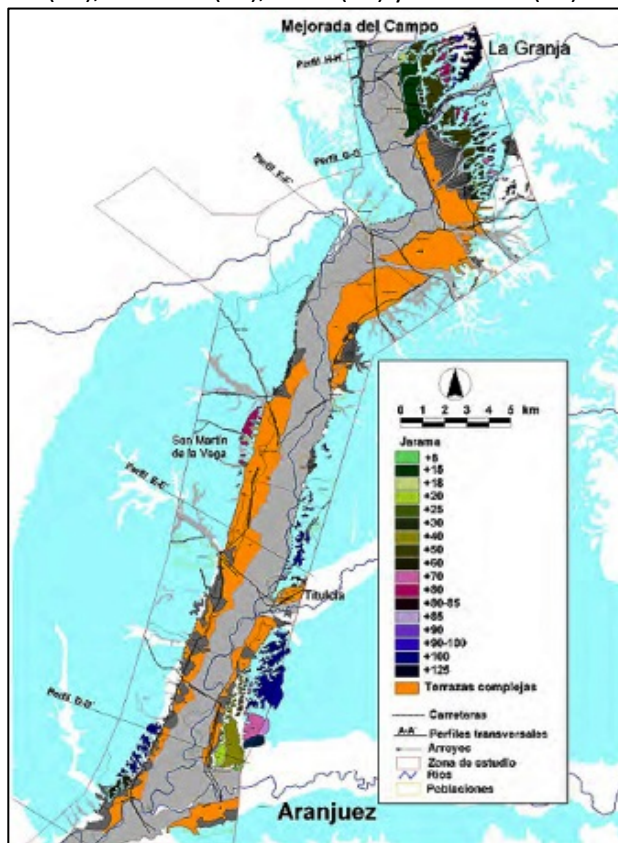 Mejorada del Campo
La Granja
Perfil H-H'
Perfil G-G'
Perfil F-F'
San Martín
de la Vega
Perfil E-E'
Titulcia
Perfil D-D'
Aranjuez
0 1 2 3 4 5 km
Jarama
+8
+15
+18
+20
+25
+30
+40
+50
+60
+70
+80
+80-85
+85
+90
+90-100
+100
+125
Terrazas complejas
Carreteras
A-A' Perfiles transversales
Arroyos
Zona de estudio
Ríos
Poblaciones